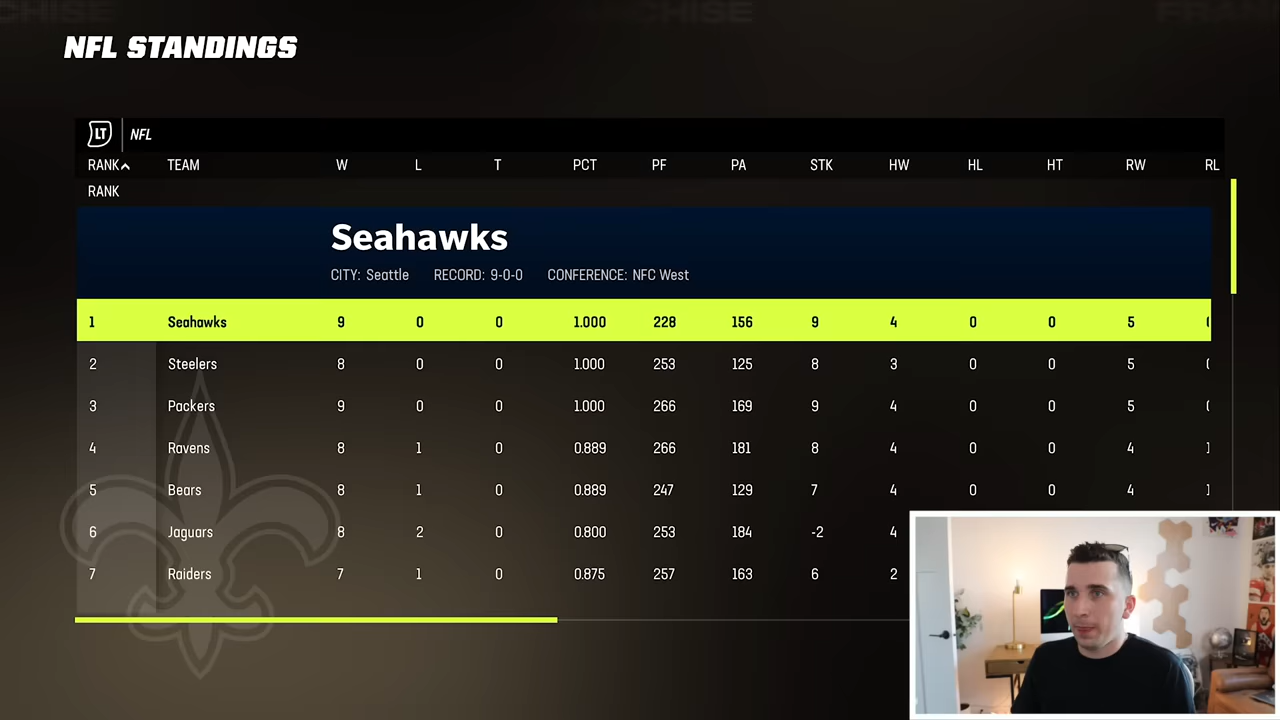 NFL STANDINGS
LT NFL
RANK TEAM W L T PCT PF PA STK HW HL HT RW RL
RANK
Seahawks
CITY: Seattle RECORD: 9-0-0 CONFERENCE: NFC West
1 Seahawks 9 0 0 1.000 228 156 9 4 0 0 5
2 Steelers 8 0 0 1.000 253 125 8 3 0 0 5
3 Packers 9 0 0 1.000 266 169 9 4 0 0 5
4 Ravens 8 1 0 0.889 266 181 8 4 0 0 4 1
5 Bears 8 1 0 0.889 247 129 7 4 0 0 4 1
6 Jaguars 8 2 0 0.800 253 184 -2 4
7 Raiders 7 1 0 0.875 257 163 6 2